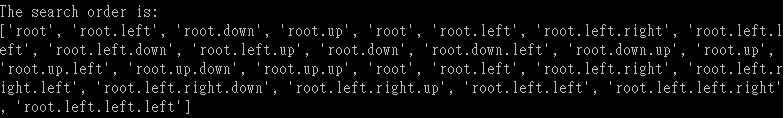 The search order is:
['root', 'root.left', 'root.down', 'root.up', 'root', 'root.left', 'root.left.right', 'root.left.l
eft', 'root.left.down', 'root.left.up', 'root.down', 'root.down.left', 'root.down.up', 'root.up',
'root.up.left', 'root.up.down', 'root.up.up', 'root', 'root.left', 'root.left.right', 'root.left.r
ight.left', 'root.left.right.down', 'root.left.right.up', 'root.left.left', 'root.left.left.right'
, 'root.left.left.left']